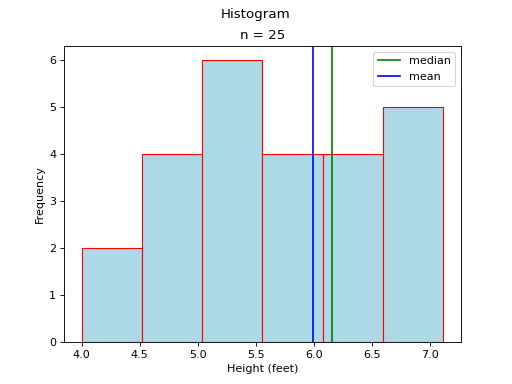 Histogram
n = 25
median
mean
6
5
4
3
2
1
0
Frequency
4.0 4.5 5.0 5.5 6.0 6.5 7.0
Height (feet)